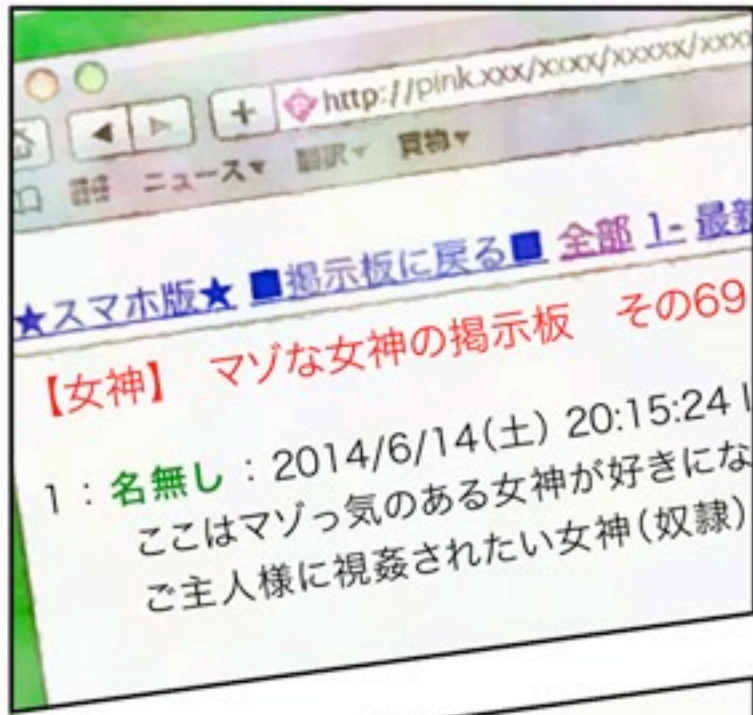 http://pink.xxx/xxxx/xxxxx/xxxx
ニュース▼ 翻訳▼ 買物▼
★スマホ版★ ■掲示板に戻る■ 全部 1- 最新
【女神】 マゾな女神の掲示板 その69
1：名無し：2014/6/14(土) 20:15:24
ここはマゾっ気のある女神が好きにな
ご主人様に視姦されたい女神(奴隷)